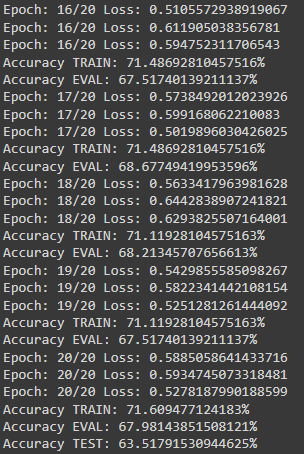 Epoch: 16/20 Loss: 0.5105572938919067
Epoch: 16/20 Loss: 0.611905038356781
Epoch: 16/20 Loss: 0.594752311706543
Accuracy TRAIN: 71.48692810457516%
Accuracy EVAL: 67.51740139211137%
Epoch: 17/20 Loss: 0.5738492012023926
Epoch: 17/20 Loss: 0.599168062210083
Epoch: 17/20 Loss: 0.5019896030426025
Accuracy TRAIN: 71.48692810457516%
Accuracy EVAL: 68.67749419953596%
Epoch: 18/20 Loss: 0.5633417963981628
Epoch: 18/20 Loss: 0.6442838907241821
Epoch: 18/20 Loss: 0.6293825507164001
Accuracy TRAIN: 71.11928104575163%
Accuracy EVAL: 68.21345707656613%
Epoch: 19/20 Loss: 0.5429855585098267
Epoch: 19/20 Loss: 0.5822341442108154
Epoch: 19/20 Loss: 0.5251281261444092
Accuracy TRAIN: 71.11928104575163%
Accuracy EVAL: 67.51740139211137%
Epoch: 20/20 Loss: 0.5885058641433716
Epoch: 20/20 Loss: 0.5934745073318481
Epoch: 20/20 Loss: 0.5278187990188599
Accuracy TRAIN: 71.609477124183%
Accuracy EVAL: 67.98143851508121%
Accuracy TEST: 63.51791530944625%